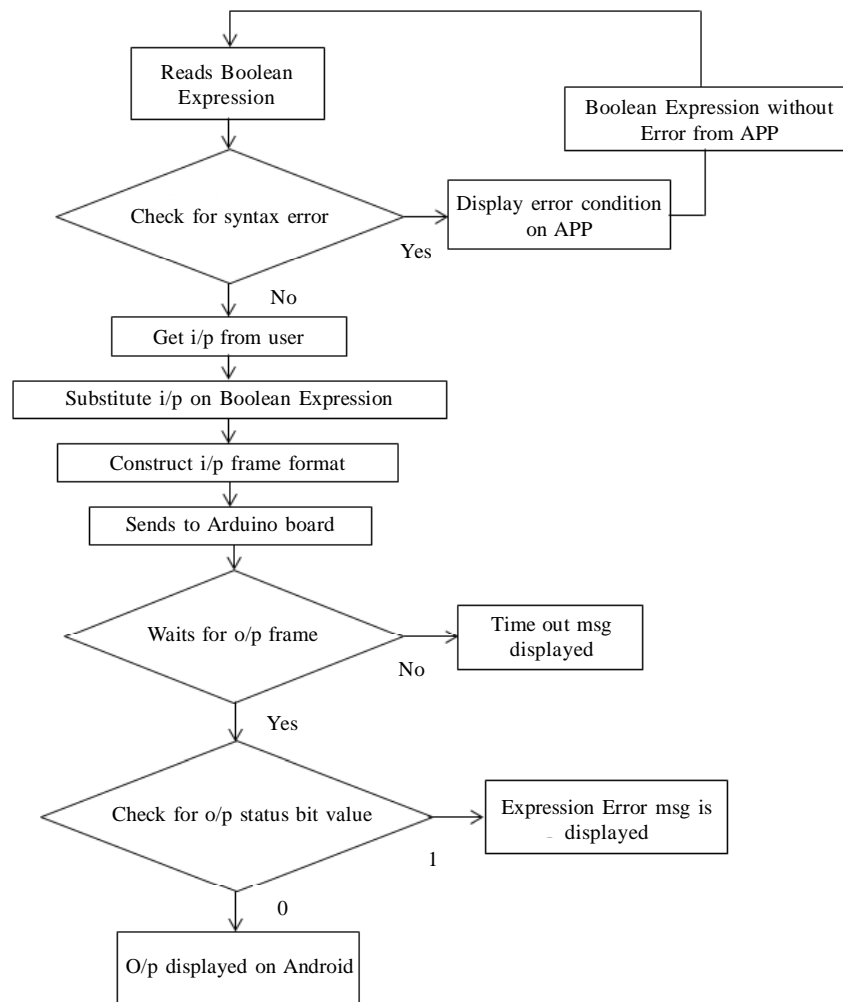 Reads Boolean
Expression
Boolean Expression without
Error from APP
Check for syntax error
Display error condition
on APP
Yes
No
Get i/p from user
Substitute i/p on Boolean Expression
Construct i/p frame format
Sends to Arduino board
Waits for o/p frame
Time out msg
displayed
No
Yes
Check for o/p status bit value
Expression Error msg is
displayed
1
0
O/p displayed on Android